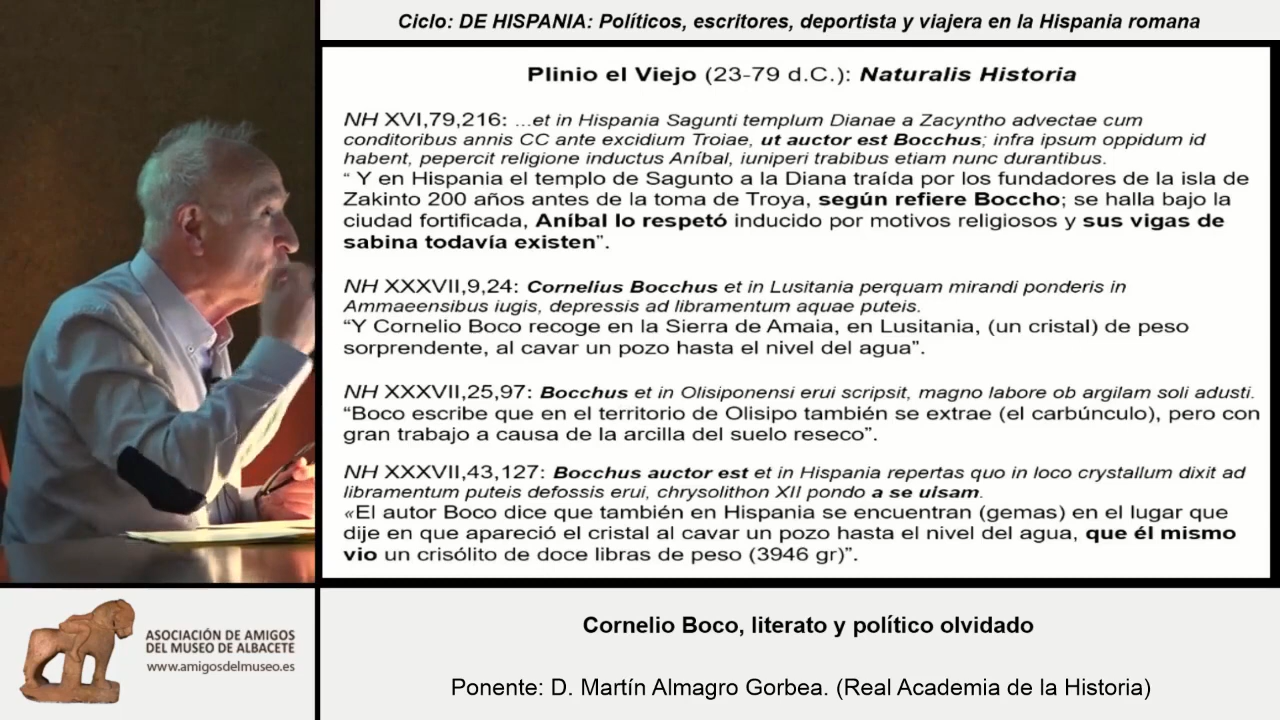 Ciclo: DE HISPANIA: Políticos, escritores, deportista y viajera en la Hispania romana
Plinio el Viejo (23-79 d.C.): Naturalis Historia
NH XVI,79,216: ...et in Hispania Sagunti templum Dianae a Zacyntho advectae cum
conditoribus annis CC ante excidium Troiae, ut auctor est Bocchus; infra ipsum oppidum id
habent, pepercit religione inductus Aníbal, iuniperi trabibus etiam nunc durantibus.
“ Y en Hispania el templo de Sagunto a la Diana traída por los fundadores de la isla de
Zakinto 200 años antes de la toma de Troya, según refiere Boccho; se halla bajo la
ciudad fortificada, Aníbal lo respetó inducido por motivos religiosos y sus vigas de
sabina todavía existen”.
NH XXXVII,9,24: Cornelius Bocchus et in Lusitania perquam mirandi ponderis in
Ammaeensibus iugis, depressis ad libramentum aquae puteis.
“Y Cornelio Boco recoge en la Sierra de Amaia, en Lusitania, (un cristal) de peso
sorprendente, al cavar un pozo hasta el nivel del agua”.
NH XXXVII,25,97: Bocchus et in Olisiponensi erui scripsit, magno labore ob argilam soli adusti.
“Boco escribe que en el territorio de Olisipo también se extrae (el carbúnculo), pero con
gran trabajo a causa de la arcilla del suelo reseco”.
NH XXXVII,43,127: Bocchus auctor est et in Hispania repertas quo in loco crystallum dixit ad
libramentum puteis defossis erui, chrysolithon XII pondo a se uisam.
«El autor Boco dice que también en Hispania se encuentran (gemas) en el lugar que
dije en que apareció el cristal al cavar un pozo hasta el nivel del agua, que él mismo
vio un crisólito de doce libras de peso (3946 gr)”.
ASOCIACIÓN DE AMIGOS
DEL MUSEO DE ALBACETE
www.amigosdelmuseo.es
Cornelio Boco, literato y político olvidado
Ponente: D. Martín Almagro Gorbea. (Real Academia de la Historia)